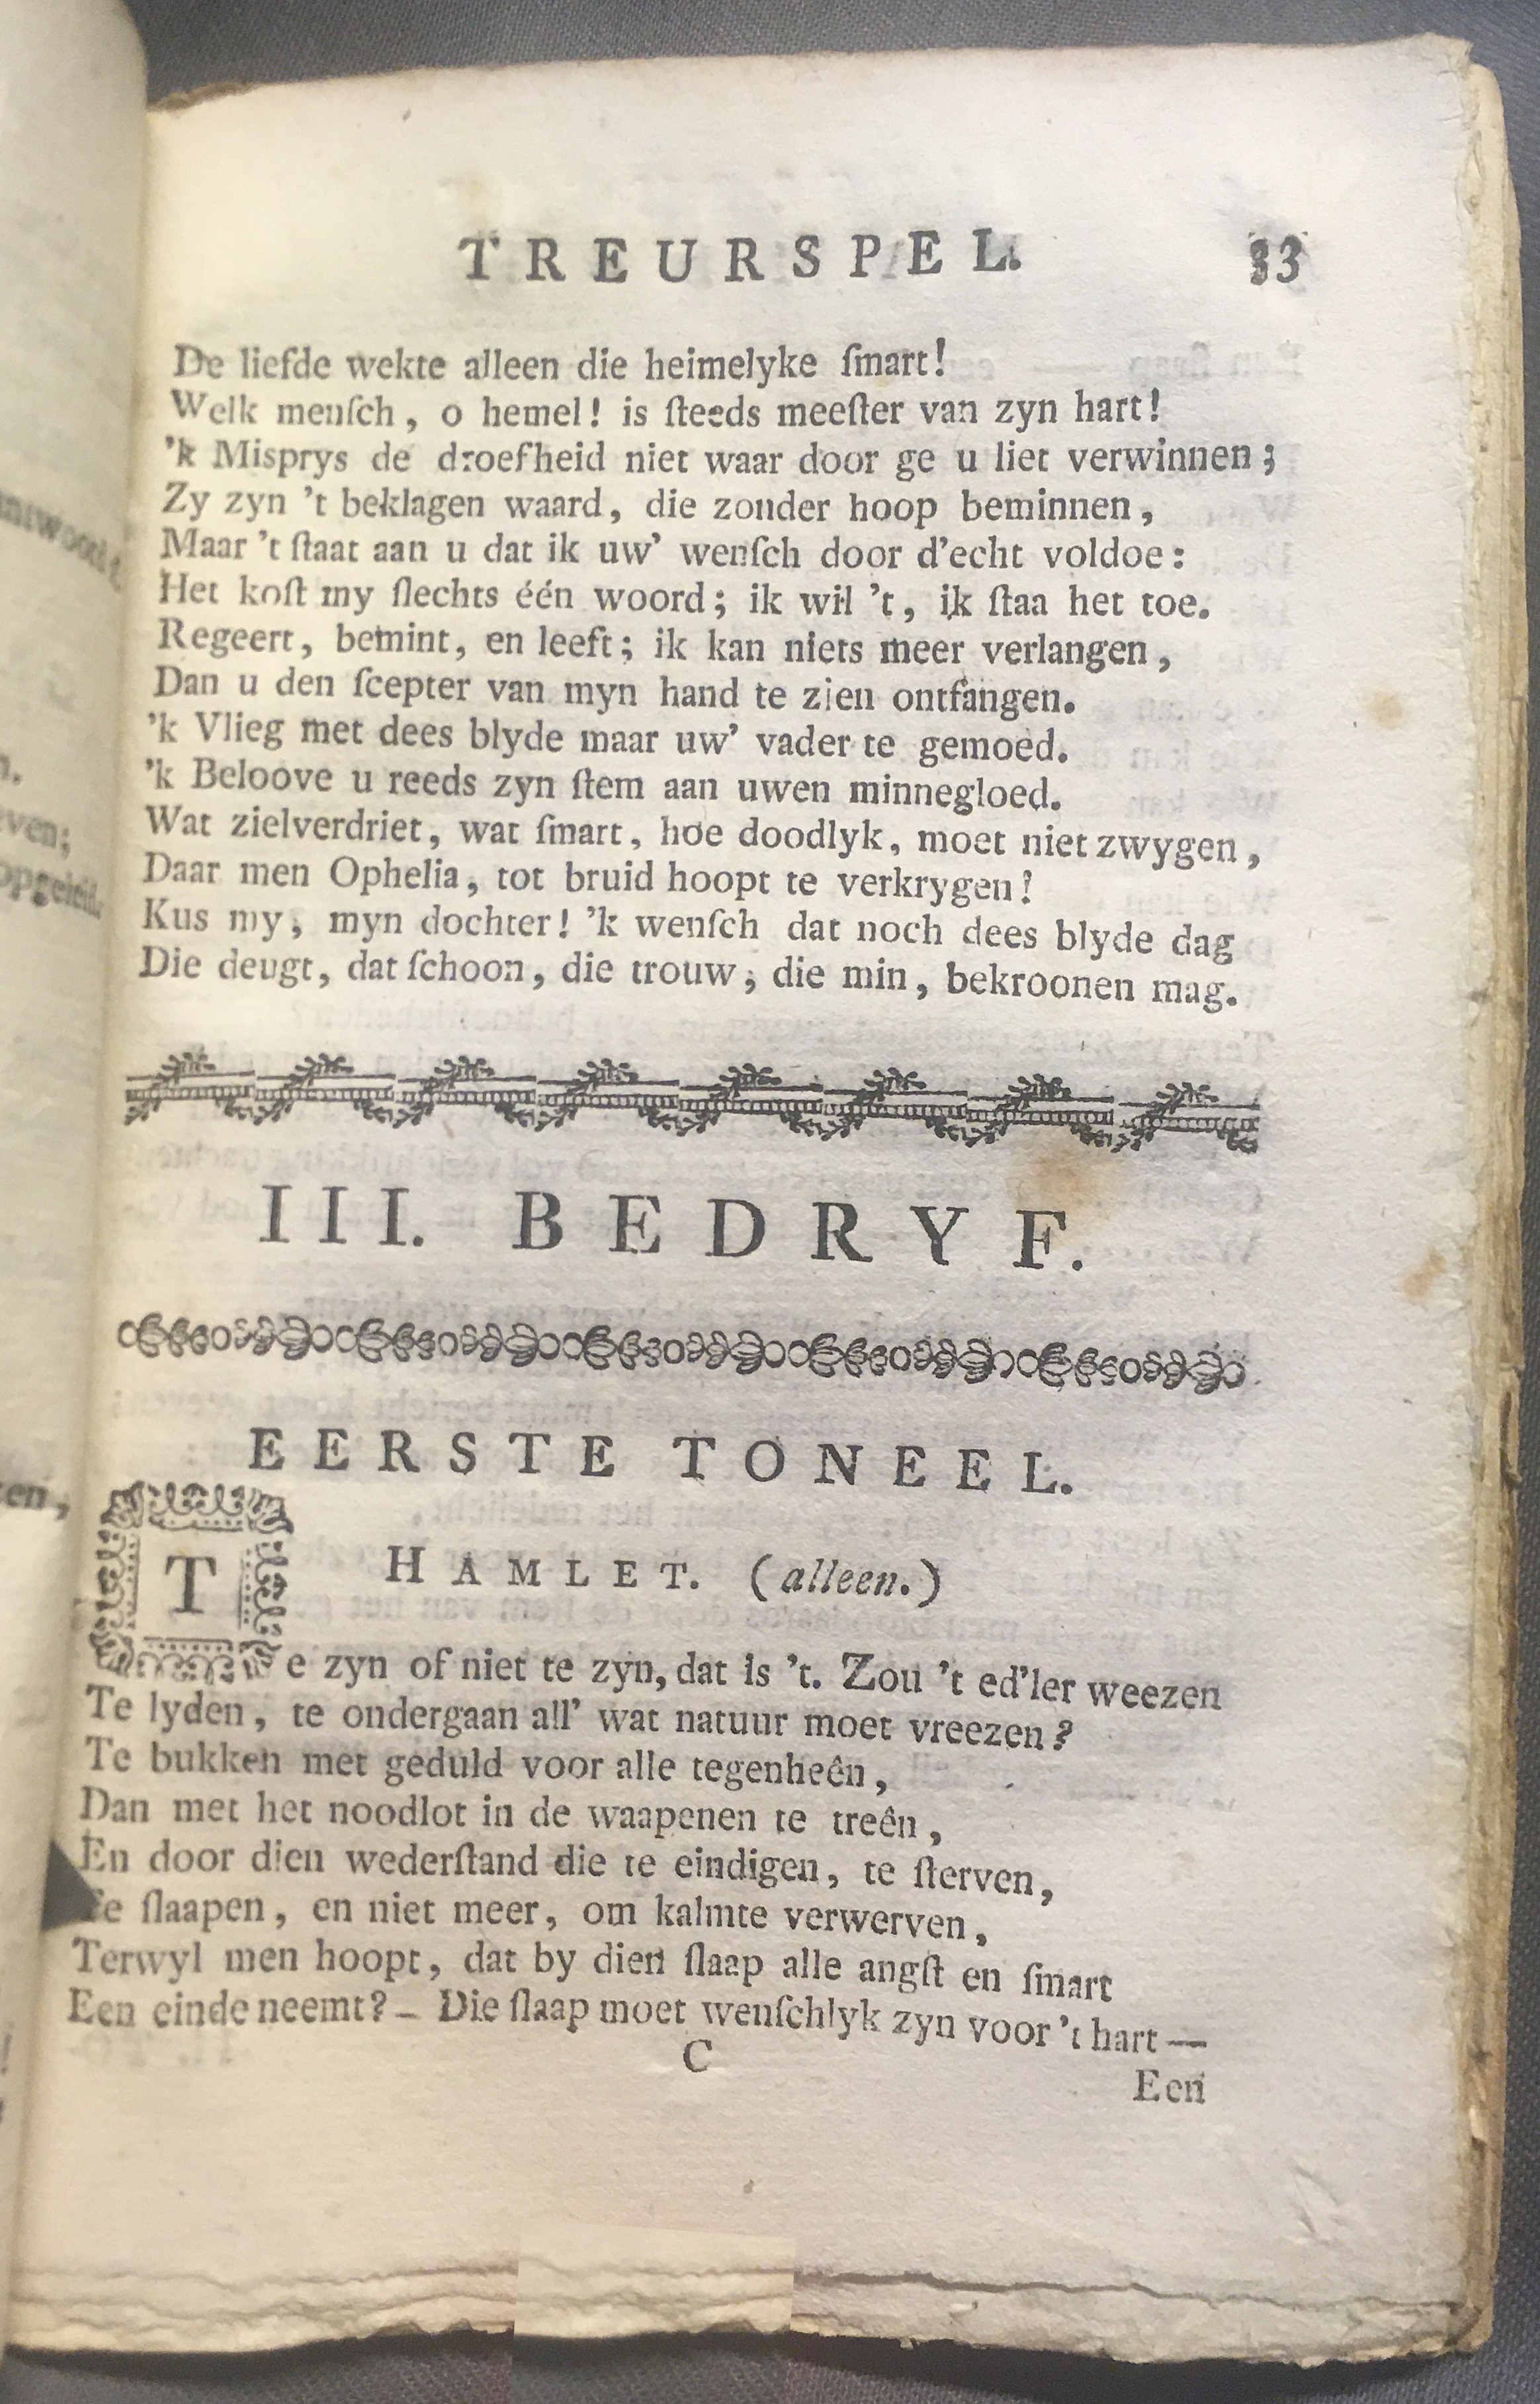 TREURSPEL. 33
De liefde wekte alleen die heimelyke ſmart!
Welk menſch, o hemel! is ſteeds meeſter van zyn hart!
'k Misprys de droefheid niet waar door ge u liet verwinnen;
Zy zyn 't beklagen waard, die zonder hoop beminnen,
Maar 't ſtaat aan u dat ik uw' wenſch door d'echt voldoe:
Het koſt my ſlechts één woord; ik wil 't, ik ſtaa het toe.
Regeert, bemint, en leeft; ik kan niets meer verlangen,
Dan u den ſcepter van myn hand te zien ontfangen.
'k Vlieg met dees blyde maar uw' vader te gemoed.
'k Beloove u reeds zyn ſtem aan uwen minnegloed.
Wat zielverdriet, wat ſmart, hoe doodlyk, moet niet zwygen,
Daar men Ophelia, tot bruid hoopt te verkrygen!
Kus my, myn dochter! 'k wenſch dat noch dees blyde dag
Die deugt, dat ſchoon, die trouw, die min, bekroonen mag.
III. BEDRYF.
EERSTE TONEEL.
HAMLET. (alleen.)
Te zyn of niet te zyn, dat is 't. Zou 't ed'ler weezen
Te lyden, te ondergaan all' wat natuur moet vreezen?
Te bukken met geduld voor alle tegenheên,
Dan met het noodlot in de waapenen te treên,
En door dien wederſtand die te eindigen, te ſterven,
Te ſlaapen, en niet meer, om kalmte verwerven,
Terwyl men hoopt, dat by dien ſlaap alle angſt en ſmart
Een einde neemt? – Die ſlaap moet wenſchlyk zyn voor 't hart —
C
Een